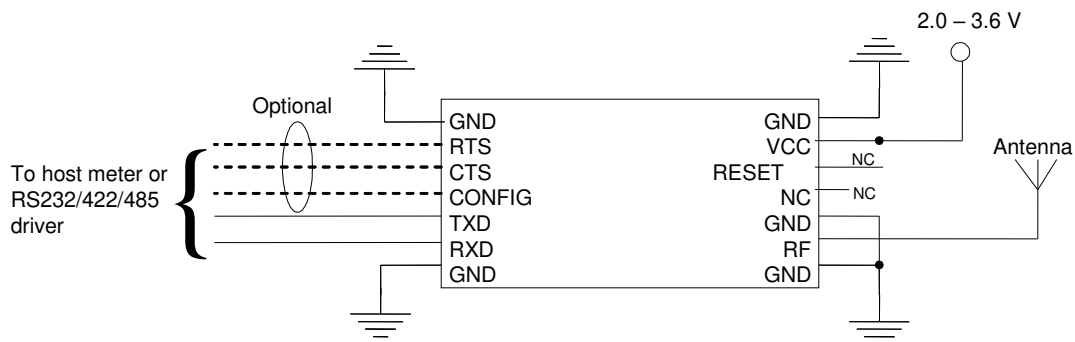 2.0 – 3.6 V
Optional
To host meter or
RS232/422/485
driver
GND
RTS
CTS
CONFIG
TXD
RXD
GND
GND
VCC
RESET
NC
GND
RF
GND
NC
NC
Antenna